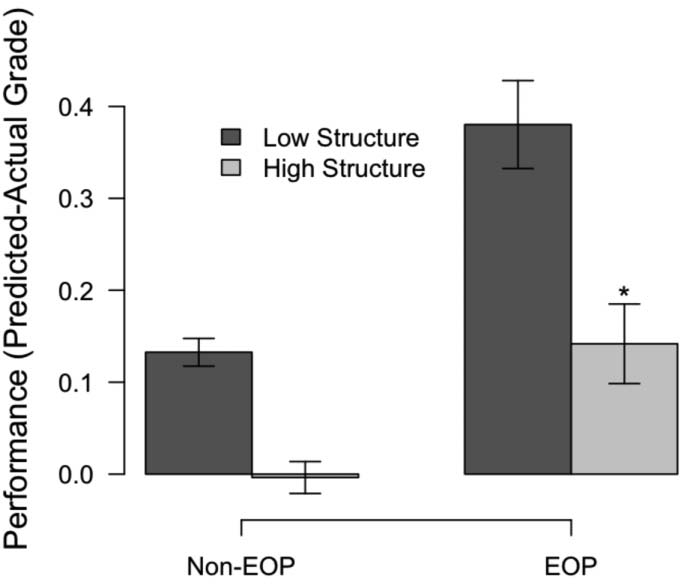 Performance (Predicted-Actual Grade)
0.4
0.3
0.2
0.1
0.0
Low Structure
High Structure
*
Non-EOP
EOP